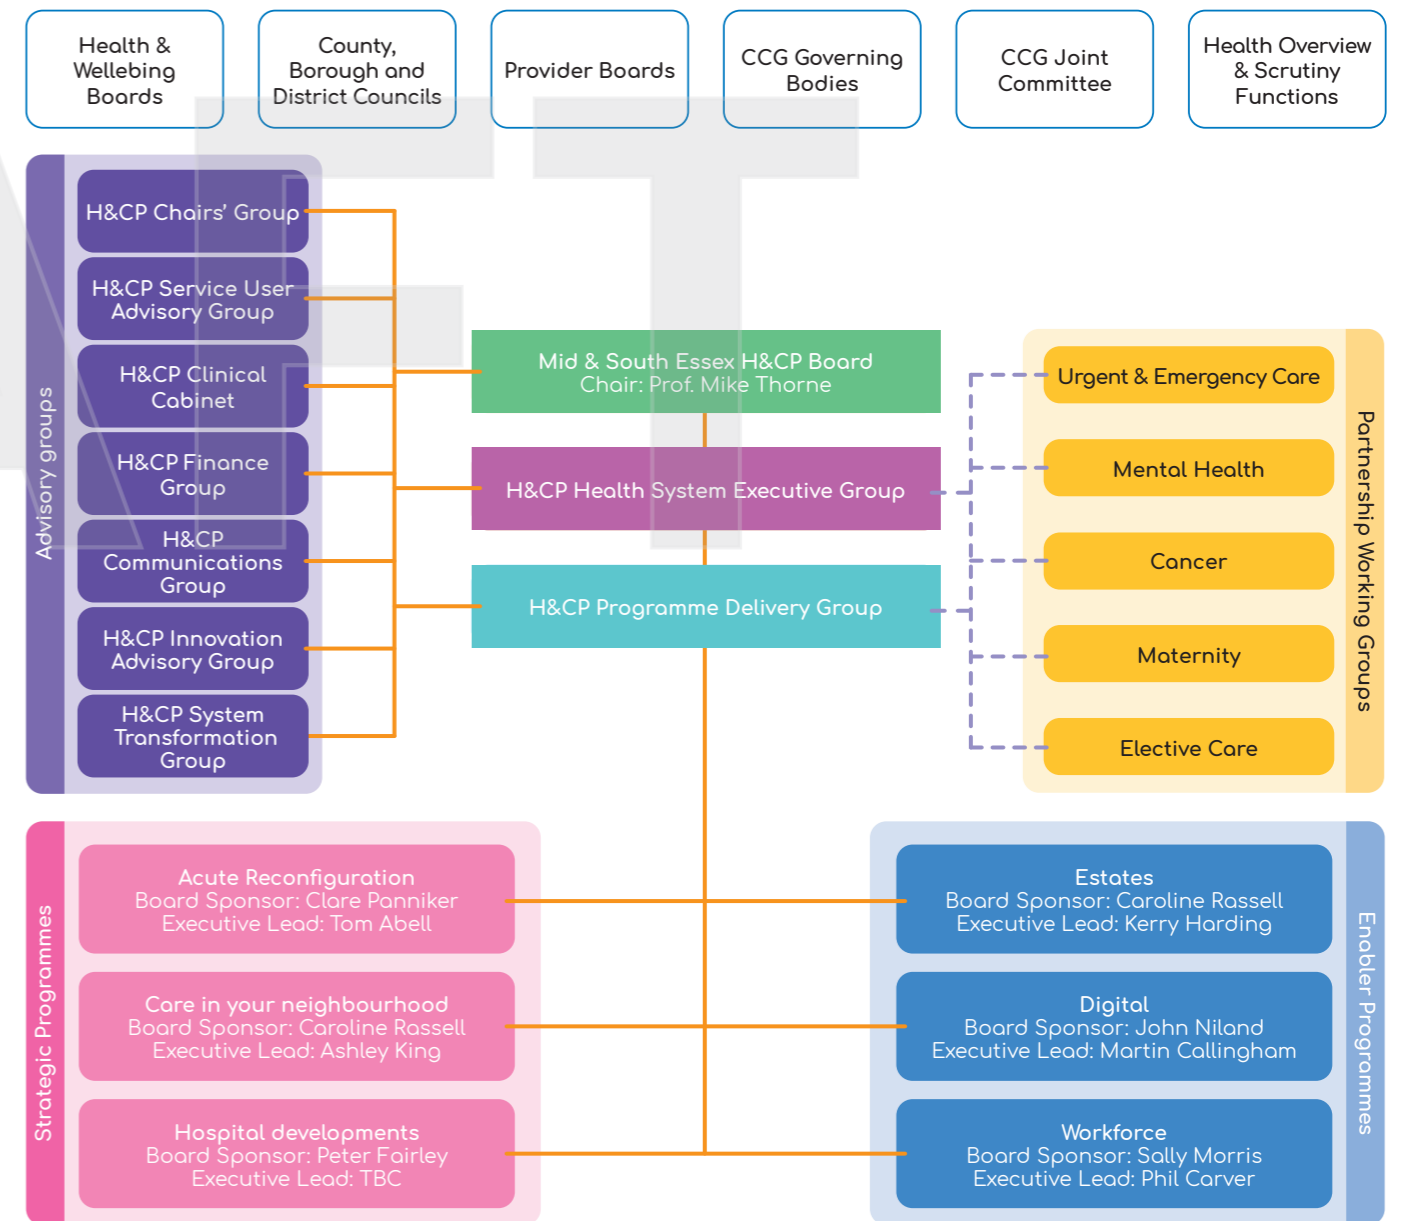 Health &
Wellebing
Boards
County,
Borough and
District Councils
Provider Boards
CCG Governing
Bodies
CCG Joint
Committee
Health Overview
& Scrutiny
Functions
Advisory groups
H&CP Chairs’ Group
H&CP Service User
Advisory Group
H&CP Clinical
Cabinet
H&CP Finance
Group
H&CP
Communications
Group
H&CP Innovation
Advisory Group
H&CP System
Transformation
Group
Mid & South Essex H&CP Board
Chair: Prof. Mike Thorne
H&CP Health System Executive Group
H&CP Programme Delivery Group
Urgent & Emergency Care
Mental Health
Cancer
Maternity
Elective Care
Partnership Working Groups
Strategic Programmes
Acute Reconfiguration
Board Sponsor: Clare Panniker
Executive Lead: Tom Abell
Care in your neighbourhood
Board Sponsor: Caroline Rassell
Executive Lead: Ashley King
Hospital developments
Board Sponsor: Peter Fairley
Executive Lead: TBC
Estates
Board Sponsor: Caroline Rassell
Executive Lead: Kerry Harding
Digital
Board Sponsor: John Niland
Executive Lead: Martin Callingham
Workforce
Board Sponsor: Sally Morris
Executive Lead: Phil Carver
Enabler Programmes